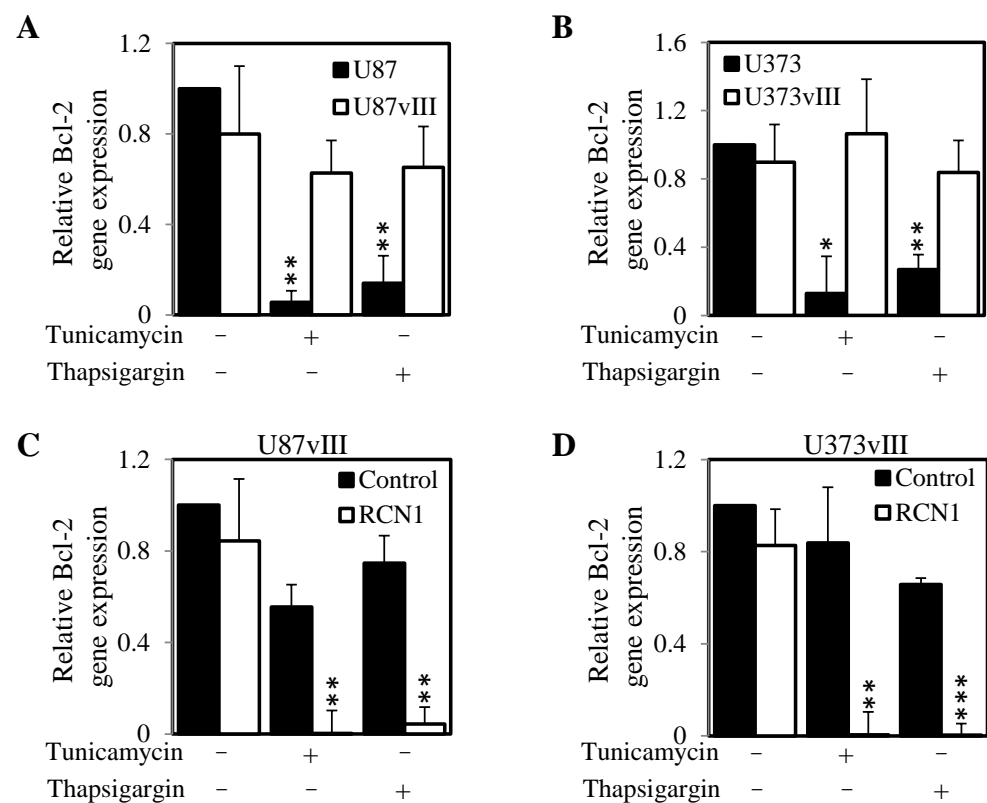 A
Relative Bcl-2
gene expression
1.2
0.8
0.4
0
U87
U87vIII
**
**
Tunicamycin − + −
Thapsigargin − − +
B
Relative Bcl-2
gene expression
1.6
1.2
0.8
0.4
0
U373
U373vIII
*
**
− + −
− − +
C
U87vIII
Relative Bcl-2
gene expression
1.2
0.8
0.4
0
Control
RCN1
**
**
Tunicamycin − + −
Thapsigargin − − +
D
U373vIII
Relative Bcl-2
gene expression
1.2
0.8
0.4
0
Control
RCN1
**
***
Tunicamycin − + −
Thapsigargin − − +